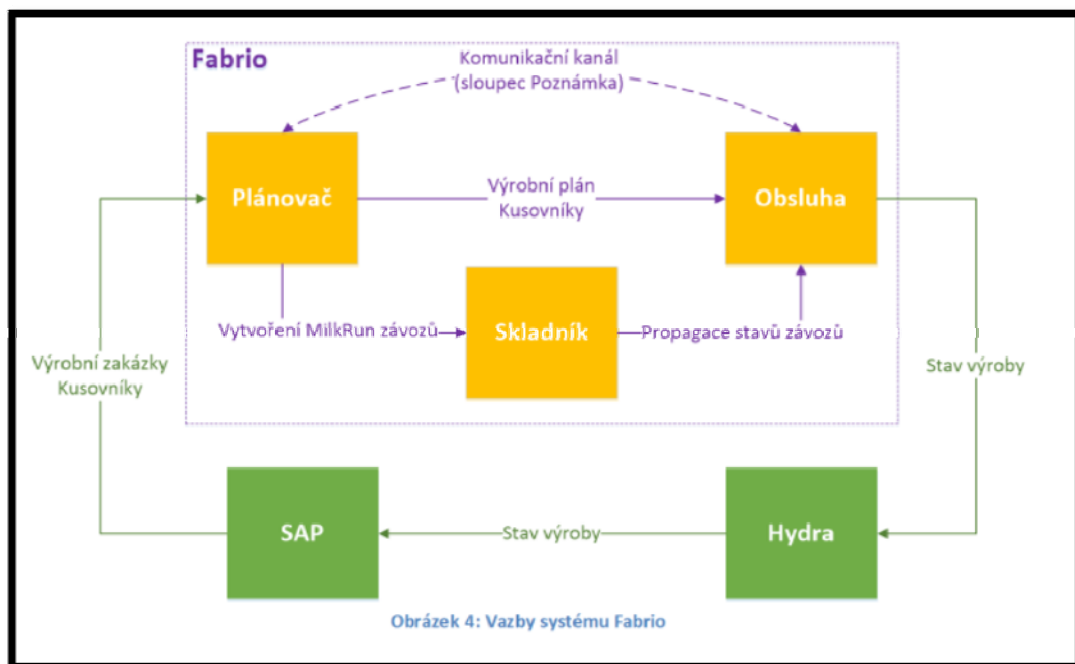 Fabrio
Komunikační kanál
(sloupec Poznámka)
Plánovač
Výrobní plán
Kusovníky
Obsluha
Vytvoření MilkRun závozů
Skladník
Propagace stavů závozů
Výrobní zakázky
Kusovníky
Stav výroby
SAP
Stav výroby
Hydra
Obrázek 4: Vazby systému Fabrio